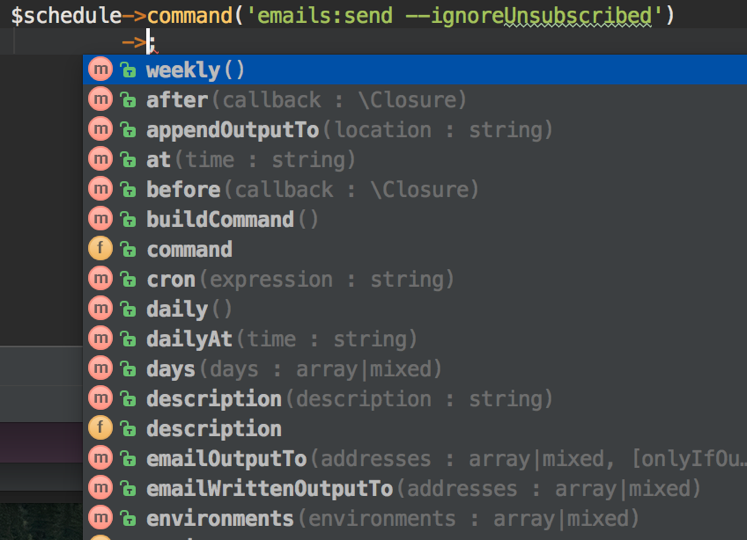 $schedule->command('emails:send --ignoreUnsubscribed')
->;
m weekly()
m after(callback : \Closure)
m appendOutputTo(location : string)
m at(time : string)
m before(callback : \Closure)
m buildCommand()
f command
m cron(expression : string)
m daily()
m dailyAt(time : string)
m days(days : array|mixed)
m description(description : string)
f description
m emailOutputTo(addresses : array|mixed, [onlyIfOu…
m emailWrittenOutputTo(addresses : array|mixed)
m environments(environments : array|mixed)